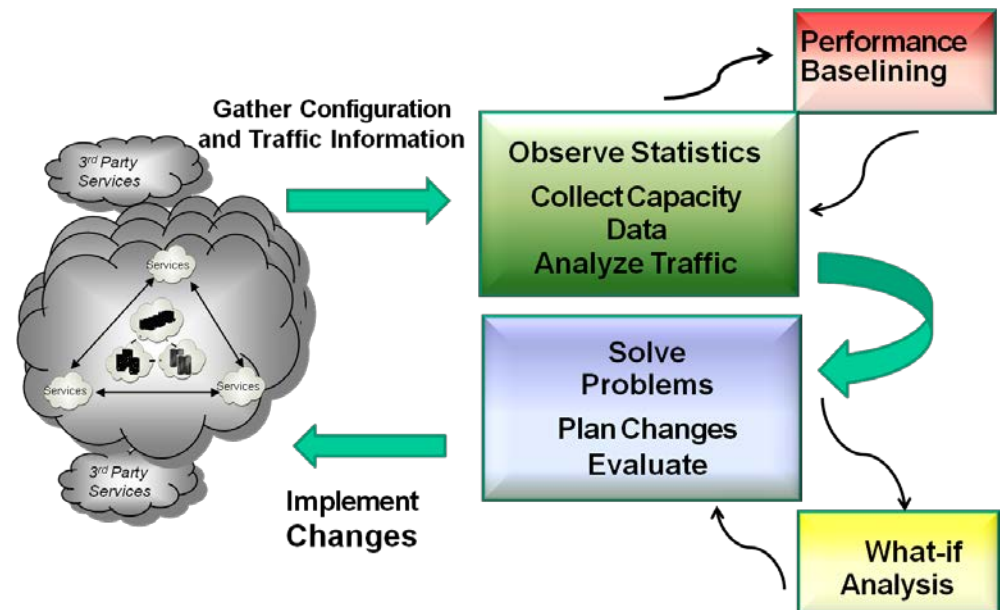 Performance
Baselining
Gather Configuration
and Traffic Information
Observe Statistics
Collect Capacity
Data
Analyze Traffic
3rd Party
Services
Services
Services
Services
Solve
Problems
Plan Changes
Evaluate
3rd Party
Services
Implement
Changes
What-if
Analysis